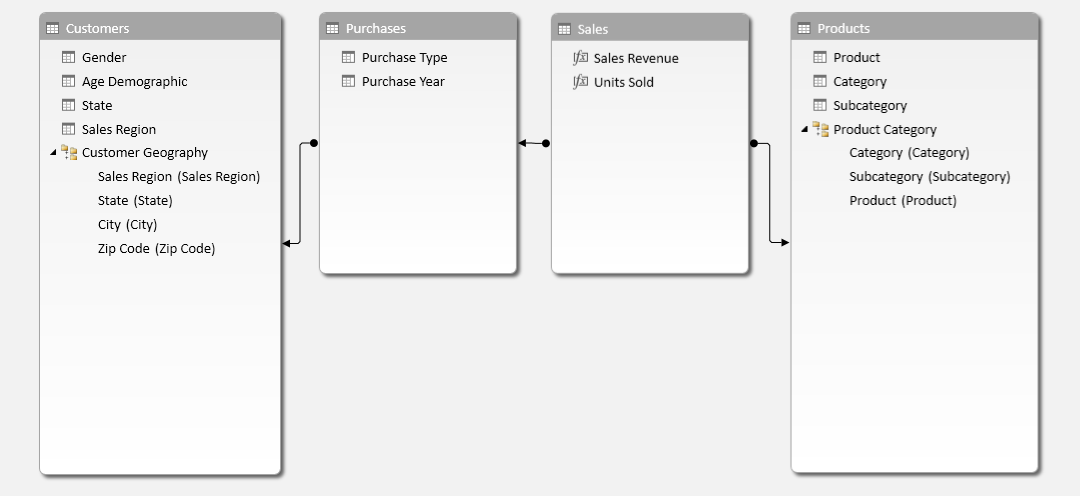 Customers
Gender
Age Demographic
State
Sales Region
Customer Geography
Sales Region (Sales Region)
State (State)
City (City)
Zip Code (Zip Code)
Purchases
Purchase Type
Purchase Year
Sales
Sales Revenue
Units Sold
Products
Product
Category
Subcategory
Product Category
Category (Category)
Subcategory (Subcategory)
Product (Product)